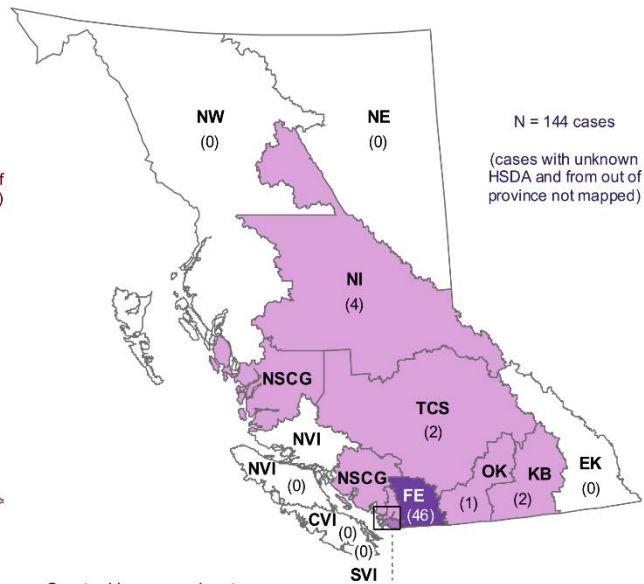 NW
(0)
NE
(0)
N = 144 cases
(cases with unknown
HSDA and from out of
province not mapped)
f
)
NI
(4)
NSCG
TCS
(2)
NVI
NVI
(0)
NSCG
FE
(46)
OK
(1)
KB
(2)
EK
(0)
CVI
(0)
(0)
SVI